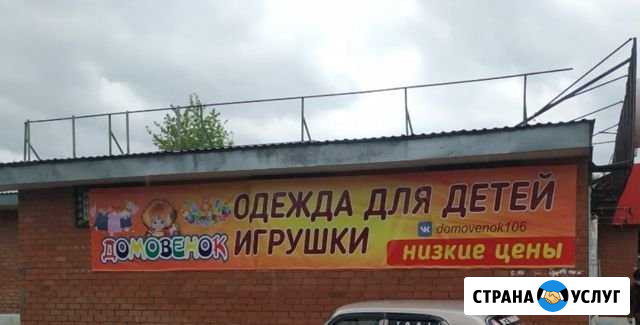 ОДЕЖДА ДЛЯ ДЕТЕЙ
ДОМОВЕНОК ИГРУШКИ
domovenok106
НИЗКИЕ ЦЕНЫ
СТРАНА УСЛУГ